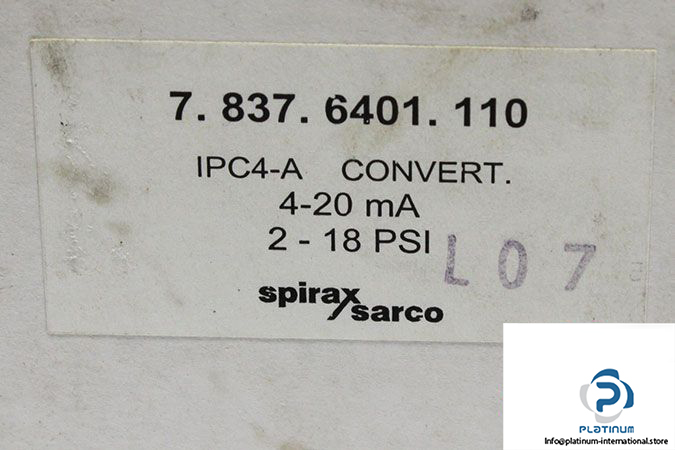 7. 837. 6401. 110
IPC4-A CONVERT.
4-20 mA
2 - 18 PSI
L07
spirax
sarco
PLATINUM
Info@platinum-international.store